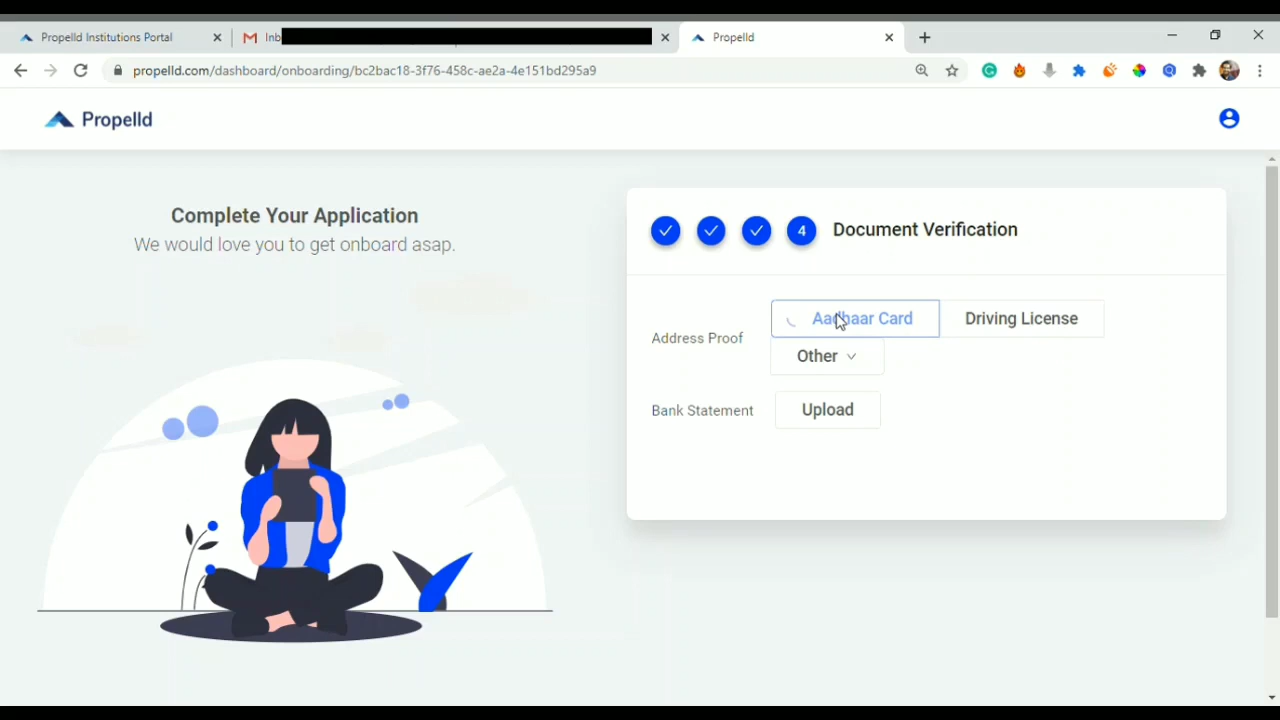 Propelld Institutions Portal
Inb
Propelld
propelld.com/dashboard/onboarding/bc2bac18-3f76-458c-ae2a-4e151bd295a9
Propelld
Complete Your Application
We would love you to get onboard asap.
4 Document Verification
Address Proof
Aadhaar Card
Driving License
Other
Bank Statement
Upload